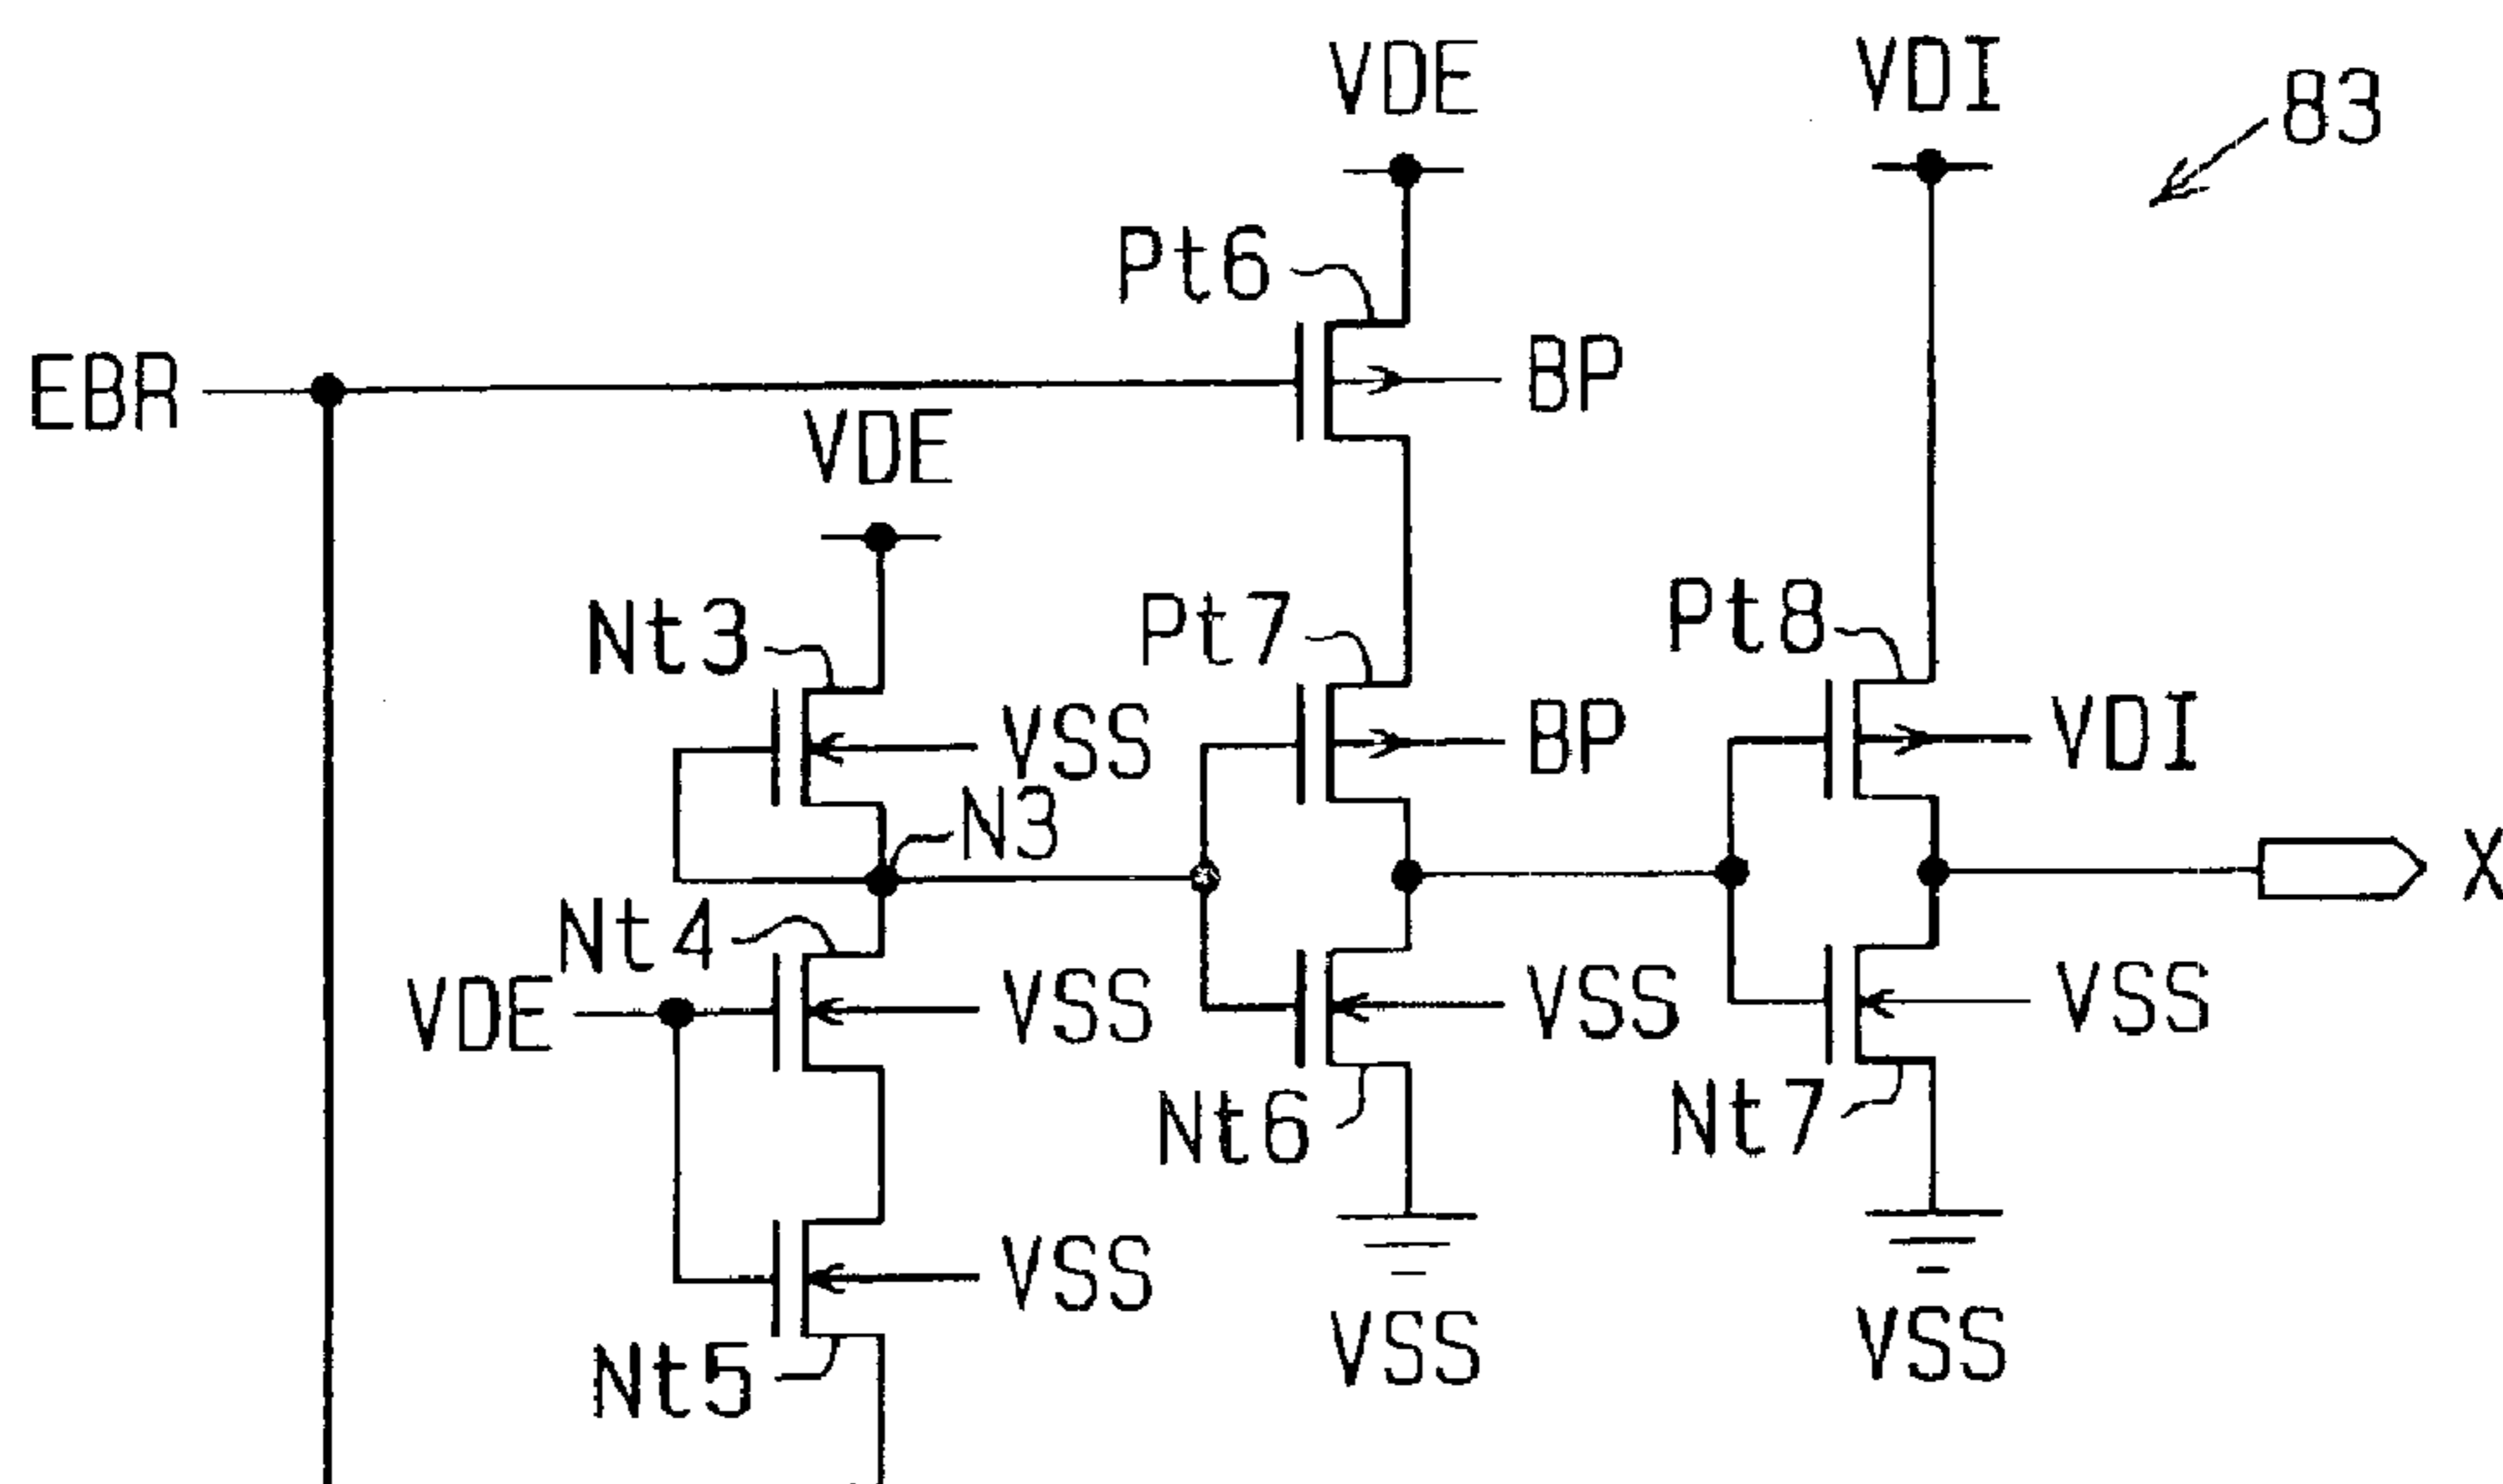 VDE
VDI
83
Pt6
EBR
BP
VDE
Nt3
Pt7
Pt8
VSS
BP
VDI
N3
X
Nt4
VDE
VSS
VSS
VSS
Nt6
Nt7
VSS
Nt5
VSS
VSS